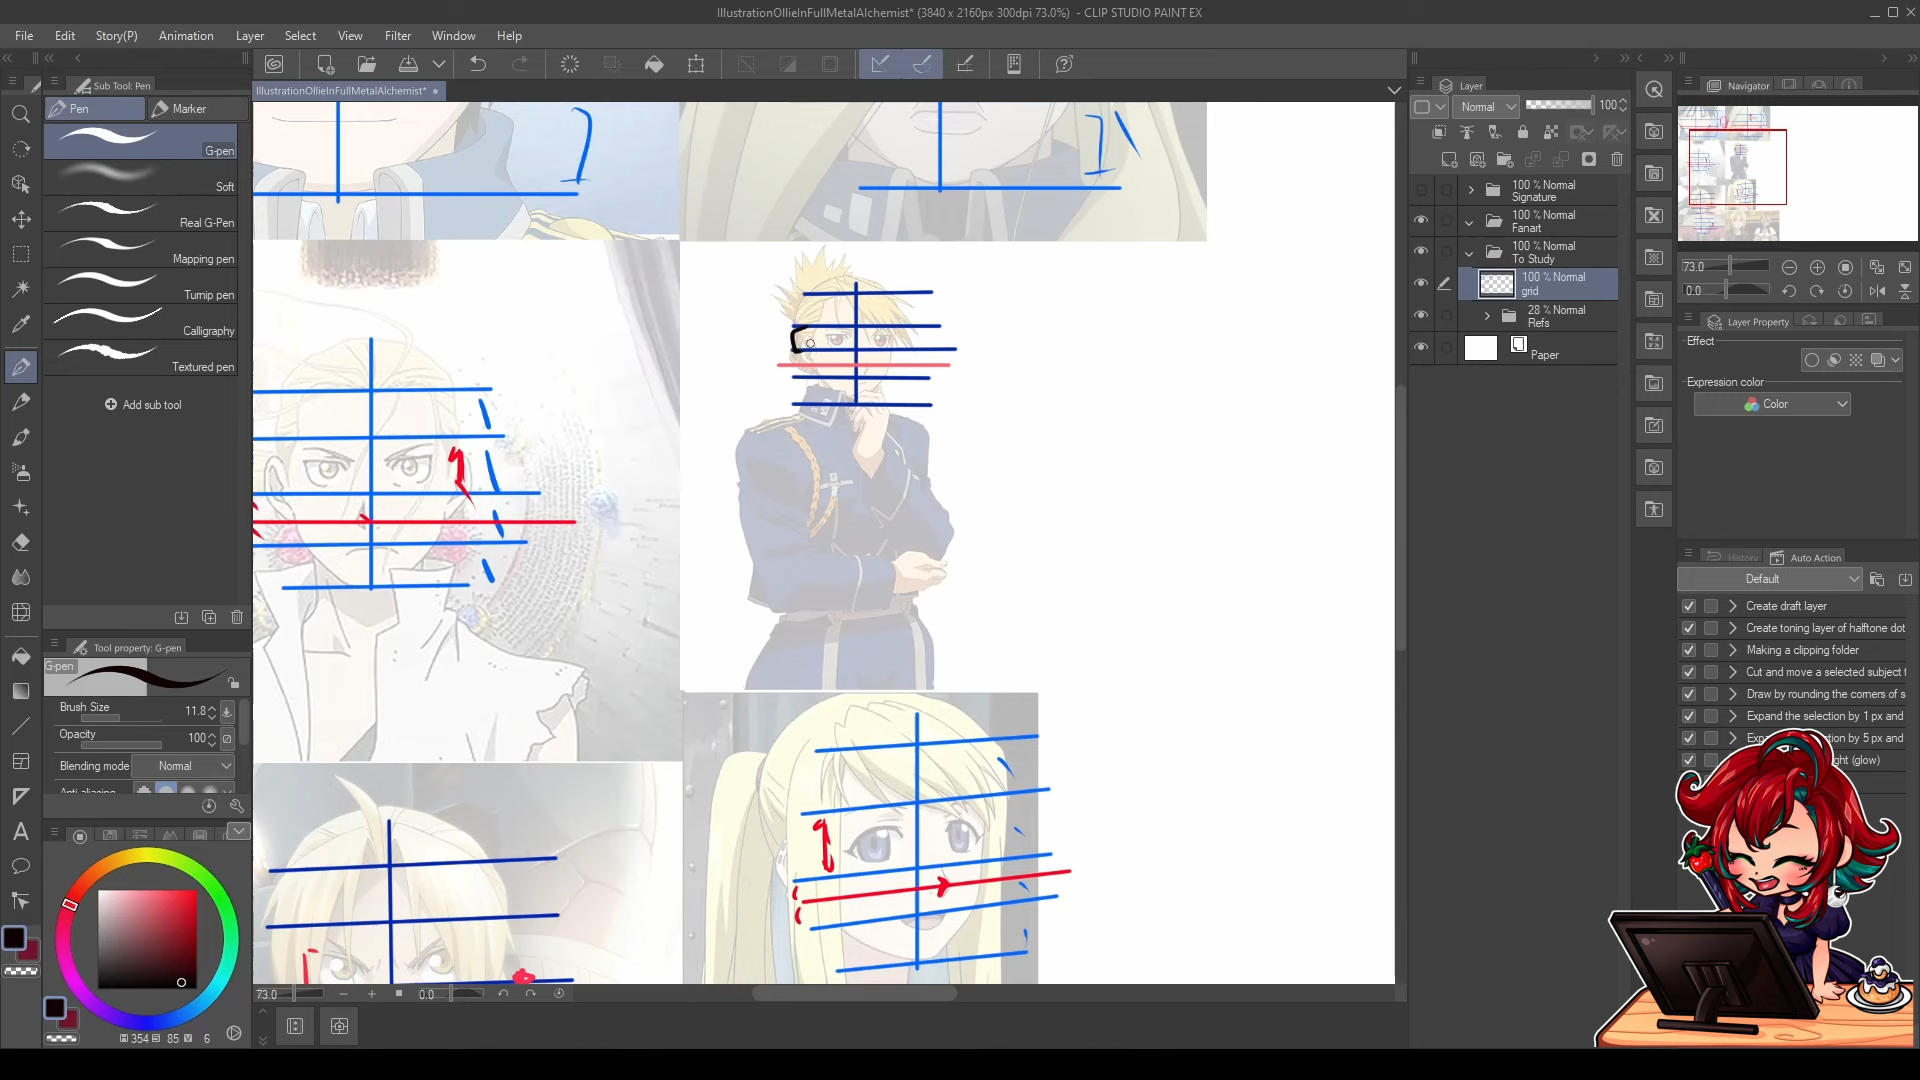 IllustrationOllieInFullMetalAlchemist* (3840 x 2160px 300dpi 73.0%) - CLIP STUDIO PAINT EX
File Edit Story(P) Animation Layer Select View Filter Window Help
Sub Tool: Pen
Pen
Marker
G-pen
Soft
Real G-Pen
Mapping pen
Turnip pen
Calligraphy
Textured pen
Add sub tool
Tool property: G-pen
G-pen
Brush Size 11.8
Opacity 100
Blending mode Normal
354 85 6
IllustrationOllieInFullMetalAlchemist*
73.0
0.0
Layer
Normal 100
100 % Normal
Signature
100 % Normal
Fanart
100 % Normal
To Study
100 % Normal
grid
28 % Normal
Refs
Paper
Navigator
73.0
0.0
Layer Property
Effect
Expression color
Color
History
Auto Action
Default
Create draft layer
Create toning layer of halftone dot
Making a clipping folder
Cut and move a selected subject
Draw by rounding the corners of s
Expand the selection by 1 px and
by 5 px and
(glow)